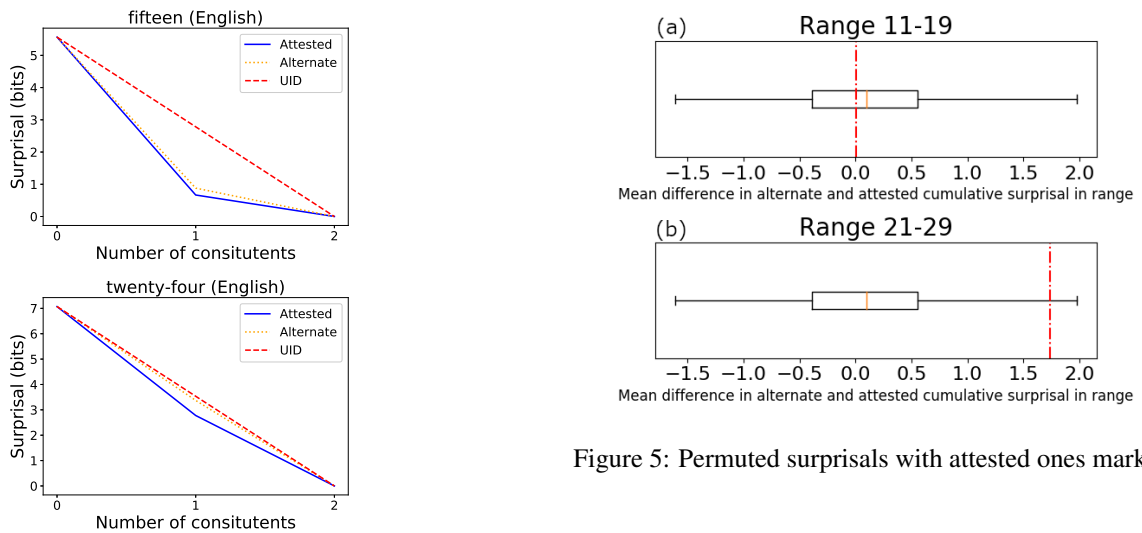 fifteen (English)
Surprisal (bits)
5
4
3
2
1
0
Attested
Alternate
UID
0 1 2
Number of consitutents
twenty-four (English)
Surprisal (bits)
7
6
5
4
3
2
1
0
Attested
Alternate
UID
0 1 2
Number of consitutents
(a) Range 11-19
−1.5 −1.0 −0.5 0.0 0.5 1.0 1.5 2.0
Mean difference in alternate and attested cumulative surprisal in range
(b) Range 21-29
−1.5 −1.0 −0.5 0.0 0.5 1.0 1.5 2.0
Mean difference in alternate and attested cumulative surprisal in range
Figure 5: Permuted surprisals with attested ones mark